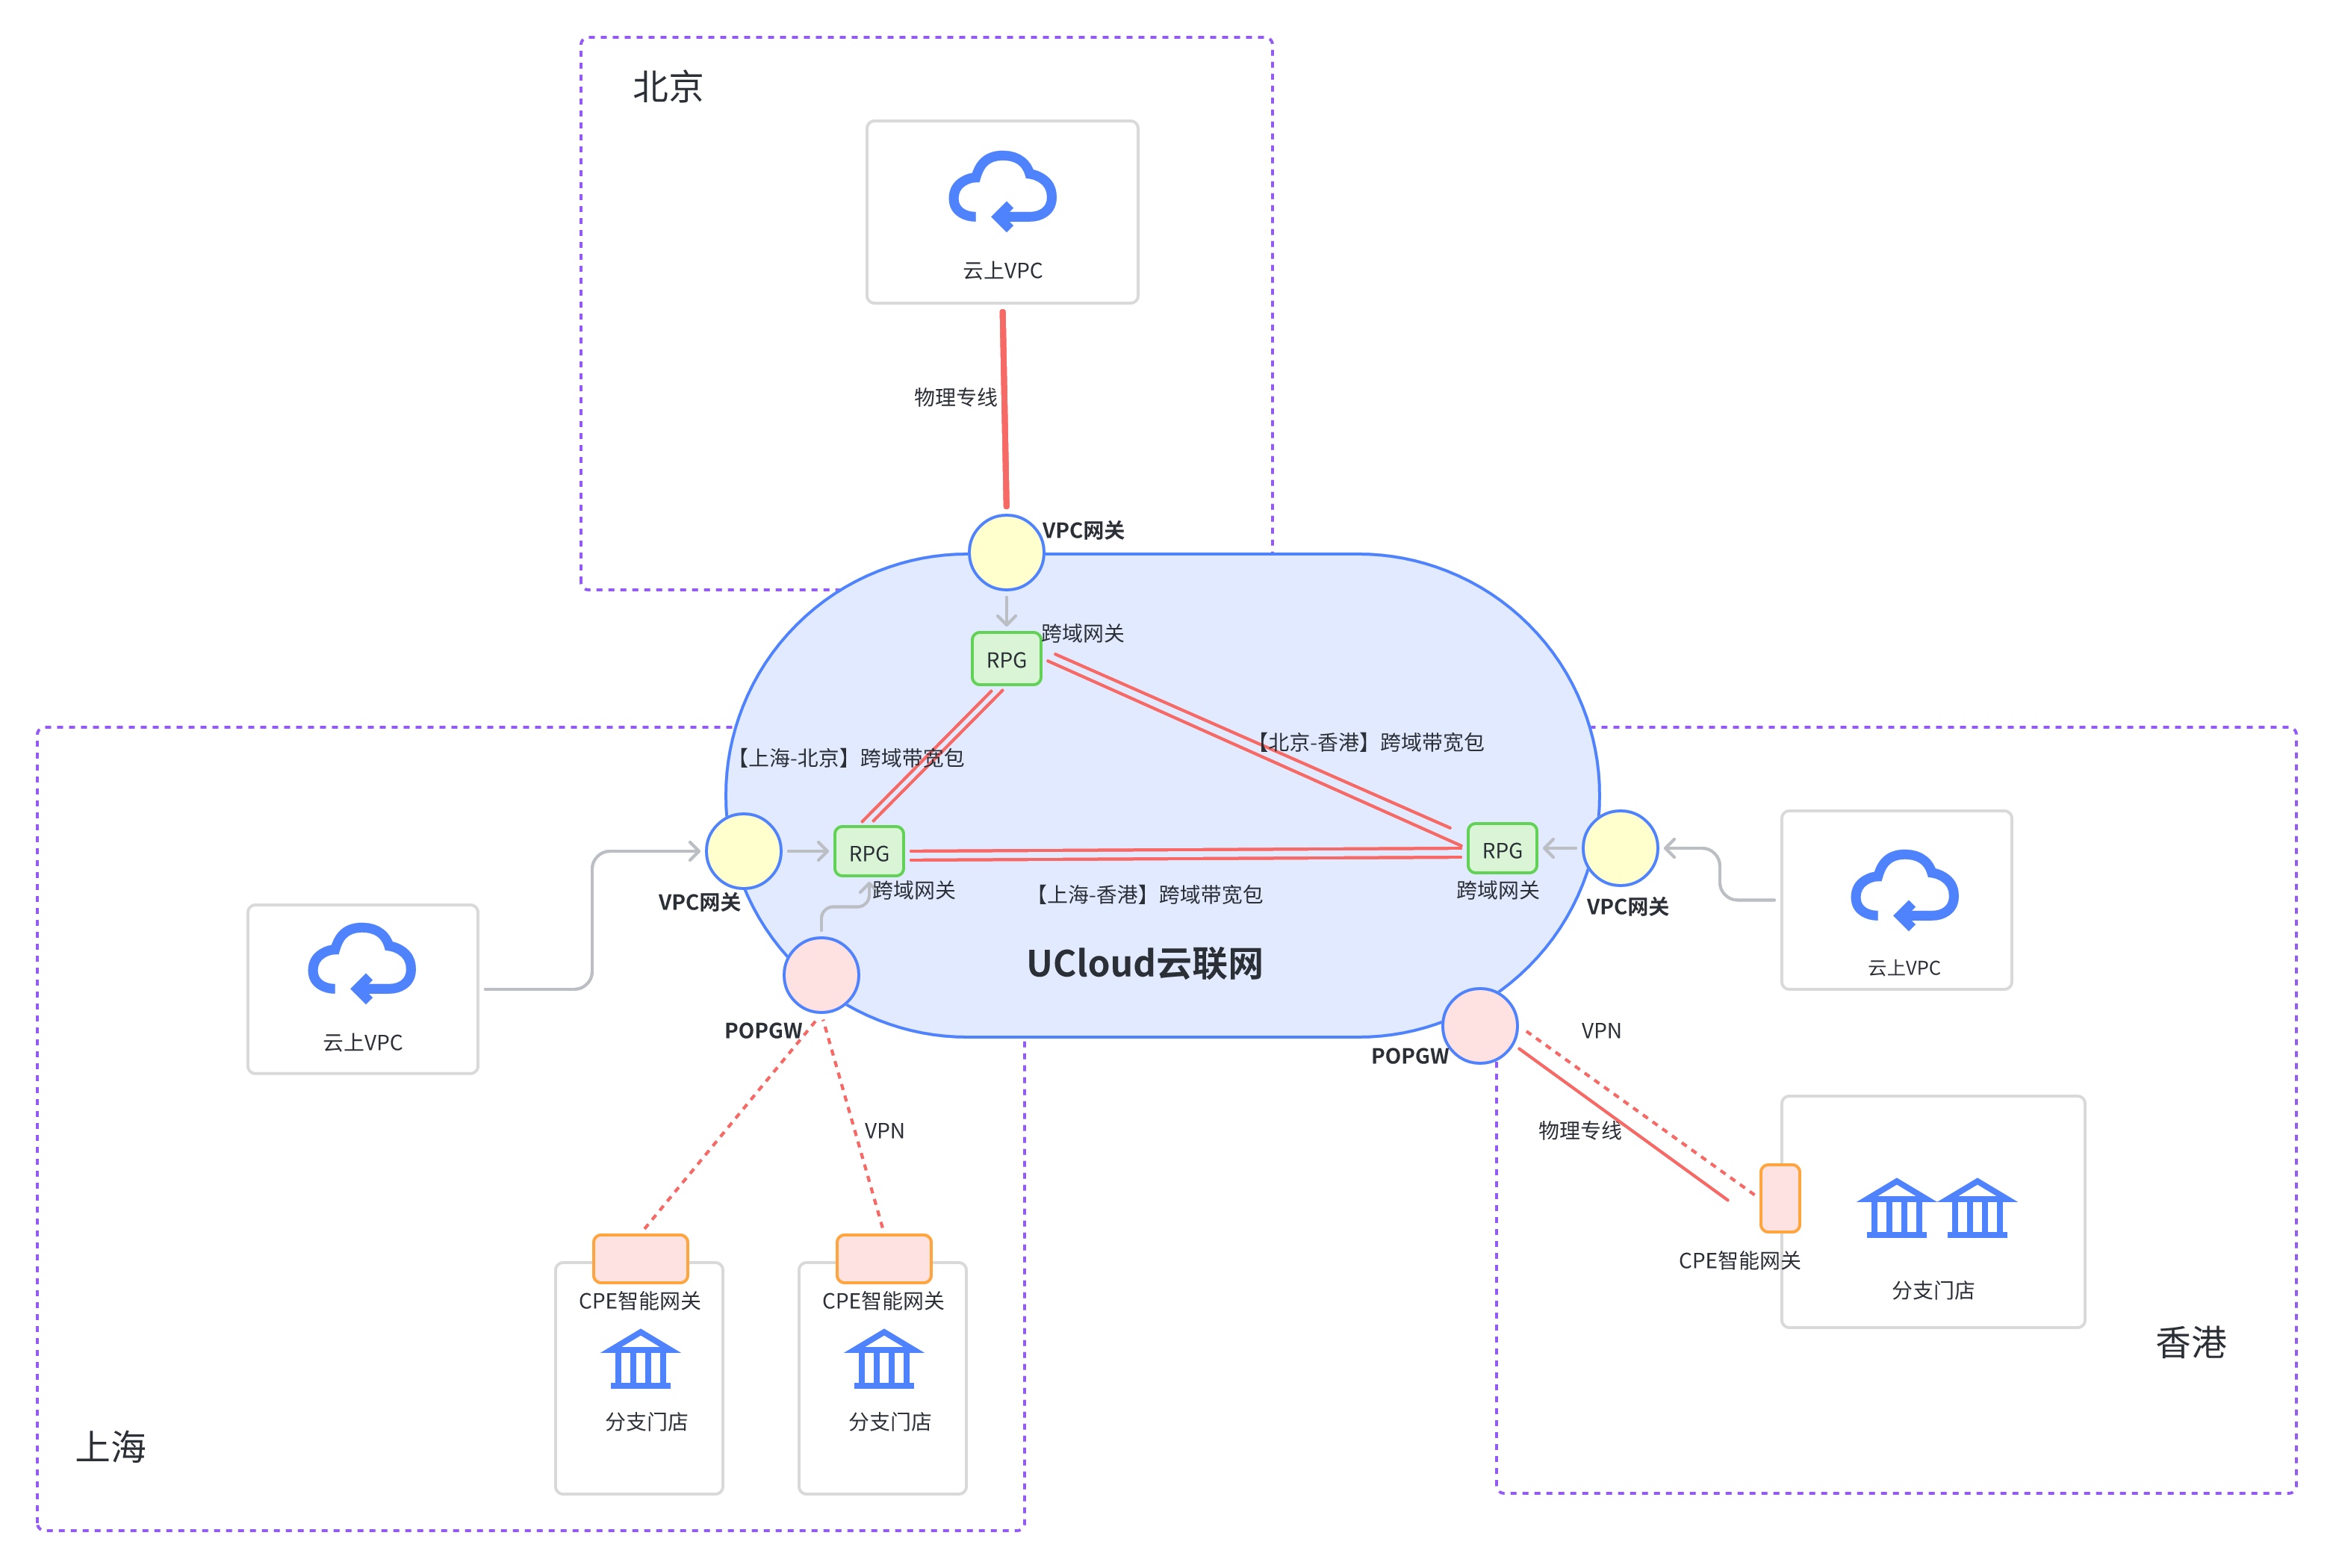 北京
云上VPC
物理专线
VPC网关
跨域网关
RPG
【北京-香港】跨域带宽包
【上海-北京】跨域带宽包
RPG
RPG
跨域网关
【上海-香港】跨域带宽包
跨域网关
VPC网关
VPC网关
UCloud云联网
云上VPC
云上VPC
POPGW
VPN
POPGW
VPN
物理专线
CPE智能网关
CPE智能网关
CPE智能网关
分支门店
香港
分支门店
分支门店
上海